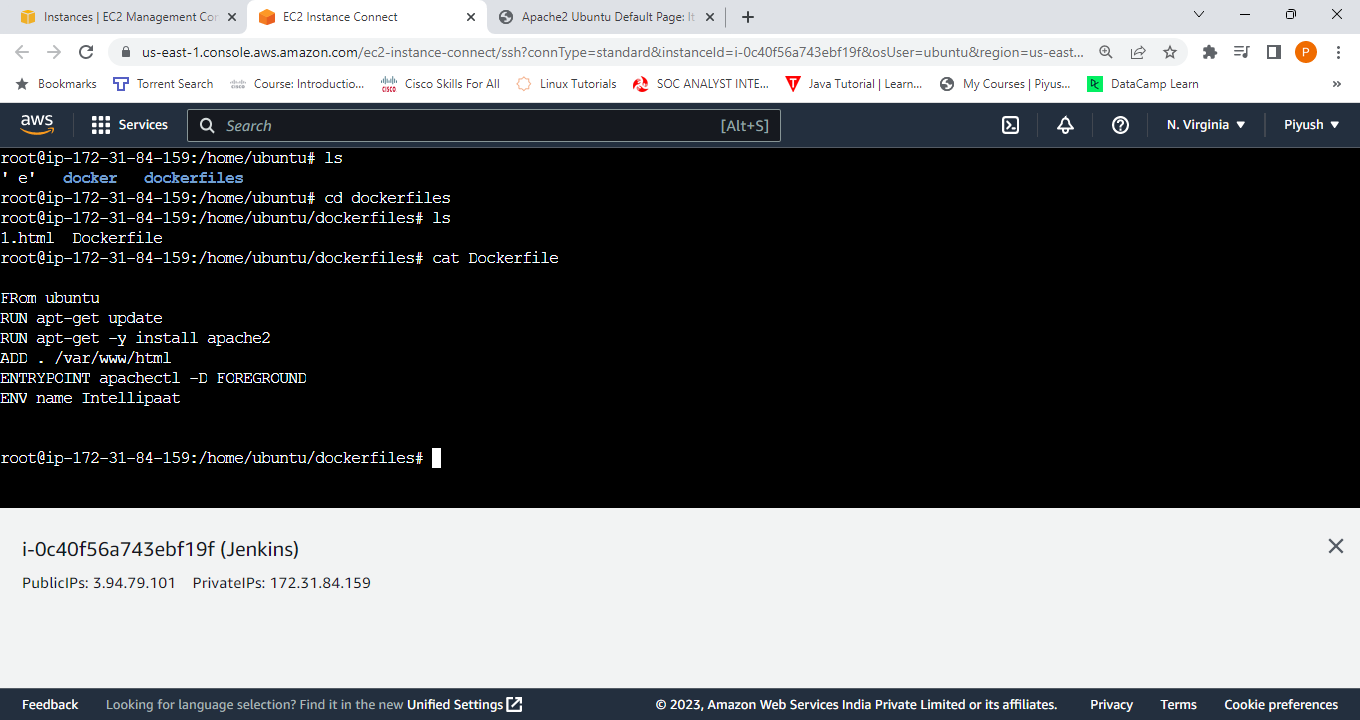 Instances | EC2 Management Con
EC2 Instance Connect
Apache2 Ubuntu Default Page: It
us-east-1.console.aws.amazon.com/ec2-instance-connect/ssh?connType=standard&instanceId=i-0c40f56a743ebf19f&osUser=ubuntu&region=us-east...
P
Bookmarks
Torrent Search
Course: Introductio...
Cisco Skills For All
Linux Tutorials
SOC ANALYST INTE...
Java Tutorial | Learn...
My Courses | Piyus...
DataCamp Learn
»
aws
Services
Search
[Alt+S]
N. Virginia
Piyush
root@ip-172-31-84-159:/home/ubuntu# ls
' e'   docker   dockerfiles
root@ip-172-31-84-159:/home/ubuntu# cd dockerfiles
root@ip-172-31-84-159:/home/ubuntu/dockerfiles# ls
1.html  Dockerfile
root@ip-172-31-84-159:/home/ubuntu/dockerfiles# cat Dockerfile
FRom ubuntu
RUN apt-get update
RUN apt-get -y install apache2
ADD . /var/www/html
ENTRYPOINT apachectl -D FOREGROUND
ENV name Intellipaat
root@ip-172-31-84-159:/home/ubuntu/dockerfiles#
i-0c40f56a743ebf19f (Jenkins)
PublicIPs: 3.94.79.101    PrivateIPs: 172.31.84.159
Feedback
Looking for language selection? Find it in the new Unified Settings
© 2023, Amazon Web Services India Private Limited or its affiliates.
Privacy
Terms
Cookie preferences